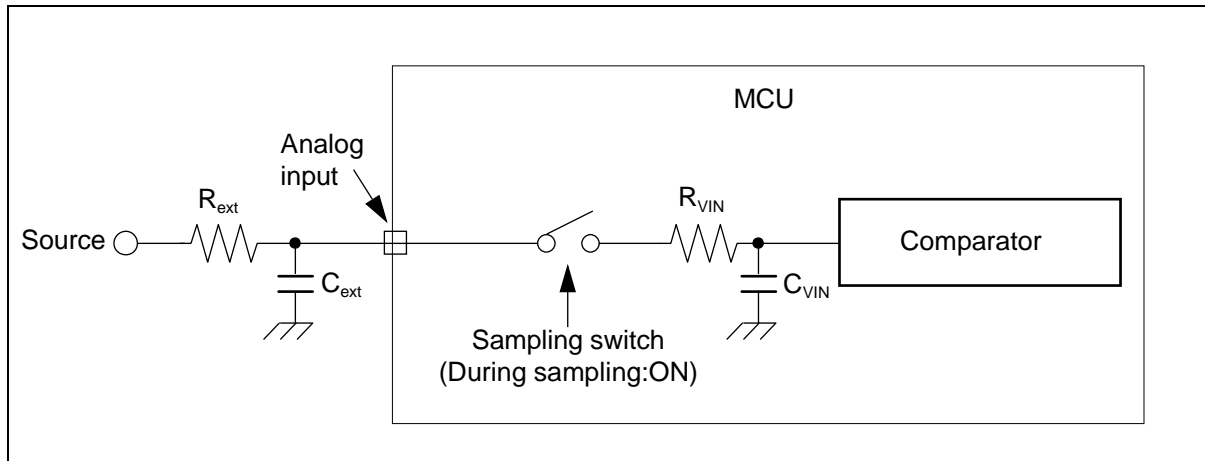 MCU
Analog
input
Rext
RVIN
Source
Comparator
Cext
CVIN
Sampling switch
(During sampling:ON)